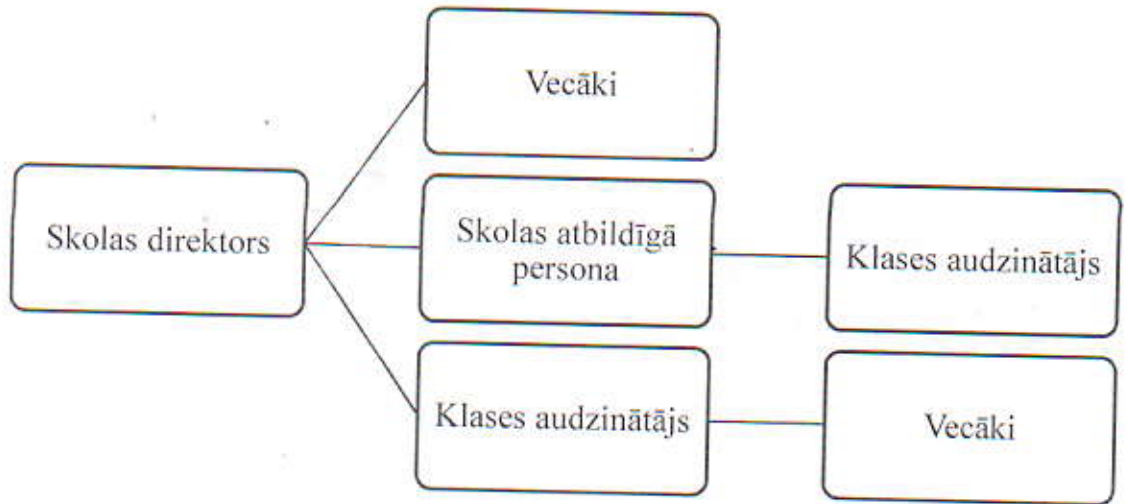 Vecāki
Skolas direktors
Skolas atbildīgā
persona
Klases audzinātājs
Klases audzinātājs
Vecāki